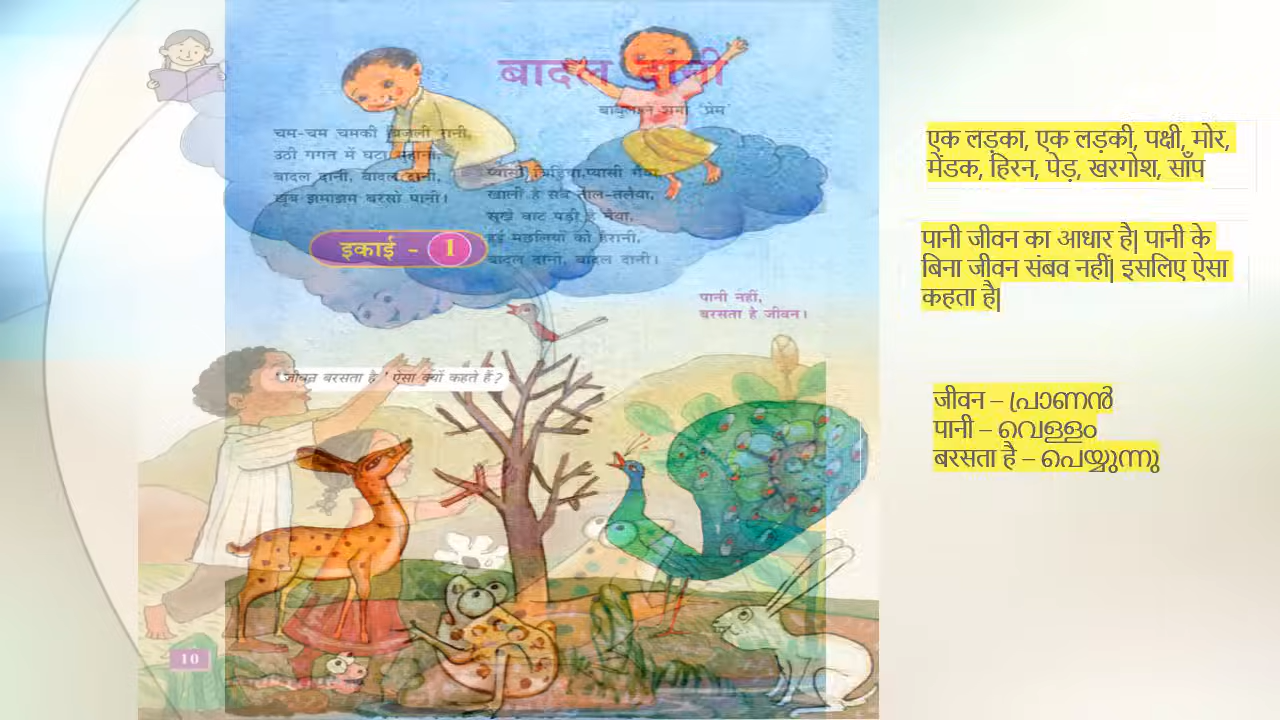 बादल दानी
बाबूलाल शर्मा 'प्रेम'
चम-चम चमकी बिजली रानी,
उठी गगन में घटा सुहानी,
बादल दानी, बादल दानी,
खूब झमाझम बरसो पानी।
प्यासी चिड़िया,प्यासी गैया
खाली है सब ताल-तलैया,
सूखे घाट पड़ी है नैया,
हुई मछलियों को हैरानी,
बादल दानी, बादल दानी।
इकाई - 1
पानी नहीं,
बरसता है जीवन।
'जीवन बरसता है' ऐसा क्यों कहते हैं?
10
एक लड़का, एक लड़की, पक्षी, मोर,
मेंडक, हिरन, पेड़, खरगोश, साँप
पानी जीवन का आधार है| पानी के
बिना जीवन संबव नहीं| इसलिए ऐसा
कहता है|
जीवन – പ്രാണൻ
पानी – വെള്ളം
बरसता है – പെയ്യുന്നു